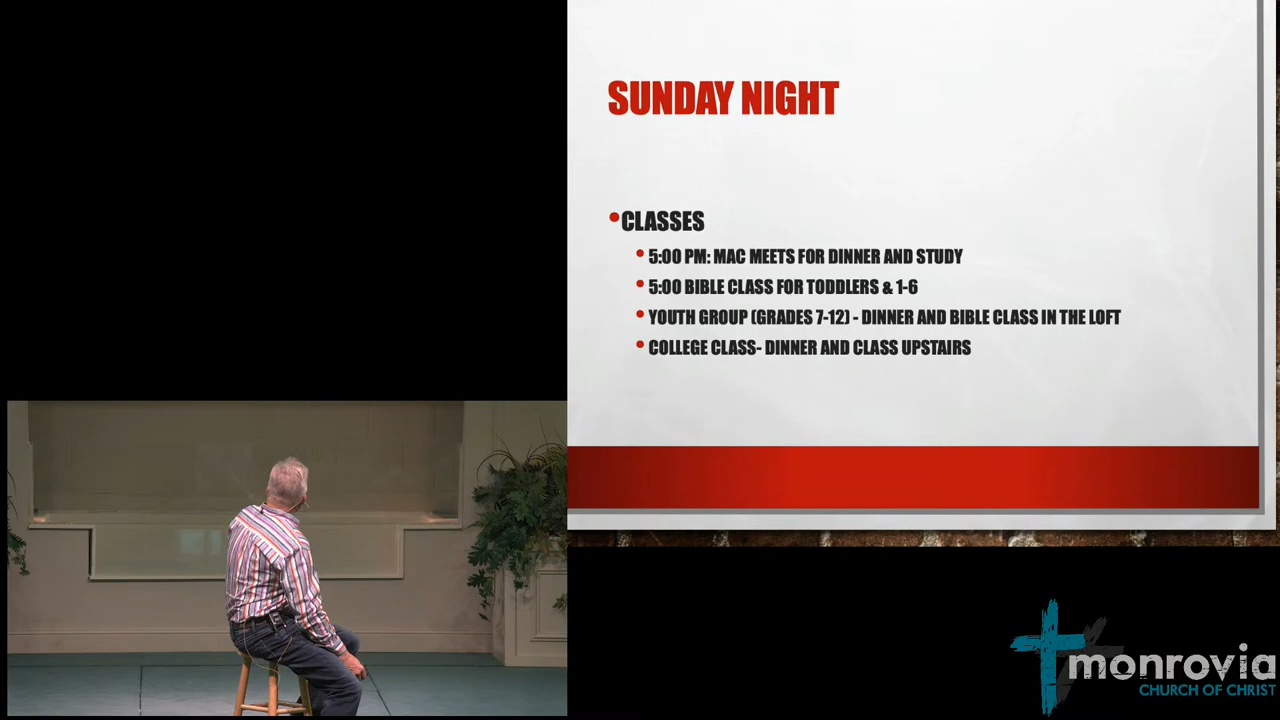 SUNDAY NIGHT
•CLASSES
• 5:00 PM: MAC MEETS FOR DINNER AND STUDY
• 5:00 BIBLE CLASS FOR TODDLERS & 1-6
• YOUTH GROUP (GRADES 7-12) - DINNER AND BIBLE CLASS IN THE LOFT
• COLLEGE CLASS- DINNER AND CLASS UPSTAIRS
monrovia
CHURCH OF CHRIST